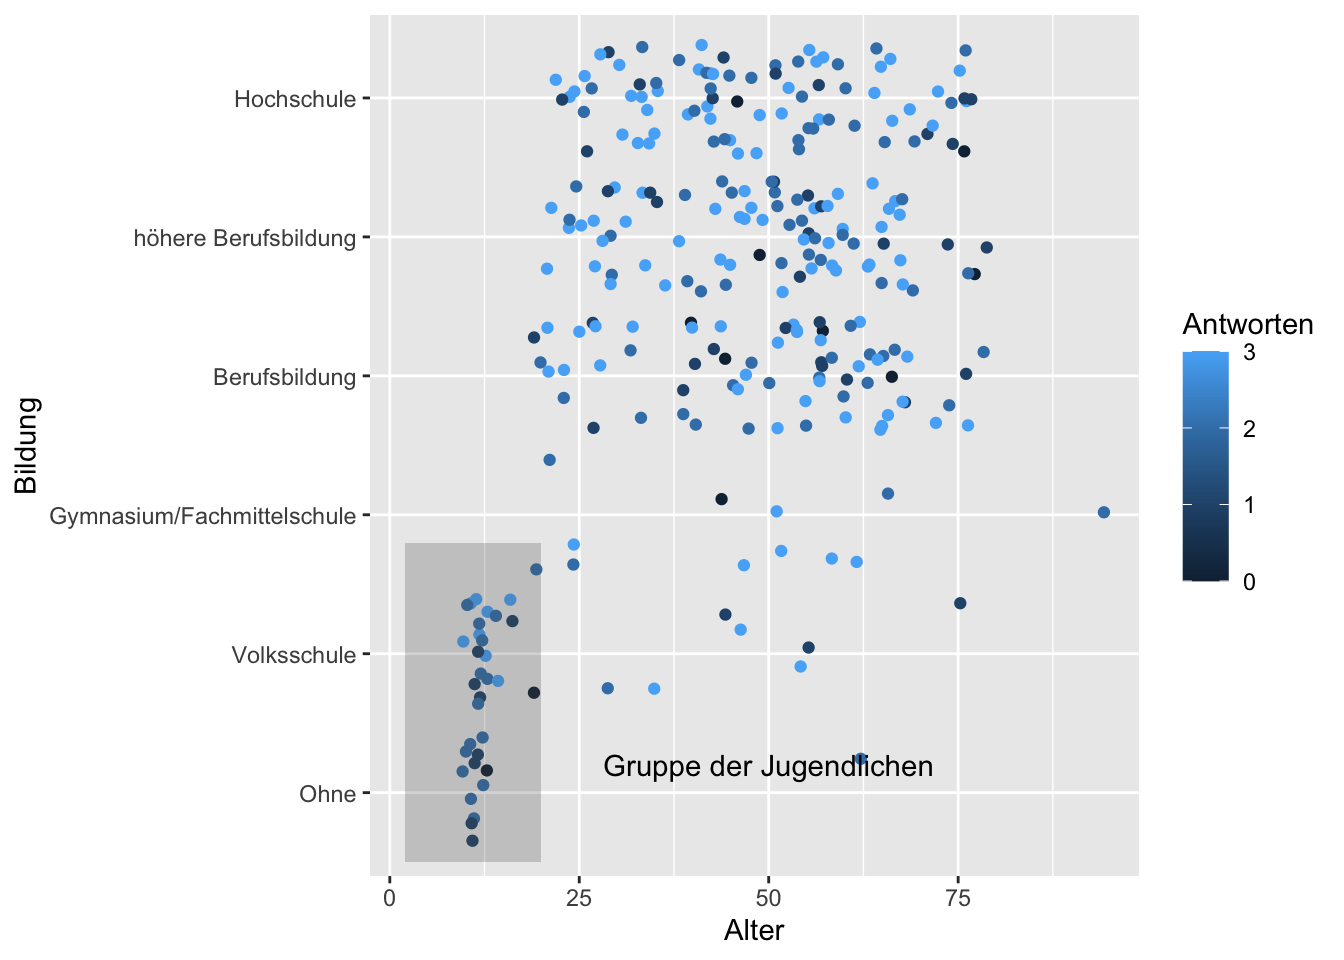 Hochschule
höhere Berufsbildung
Berufsbildung
Gymnasium/Fachmittelschule
Volksschule
Ohne
Bildung
Gruppe der Jugendlichen
0
25
50
75
Alter
Antworten
3
2
1
0